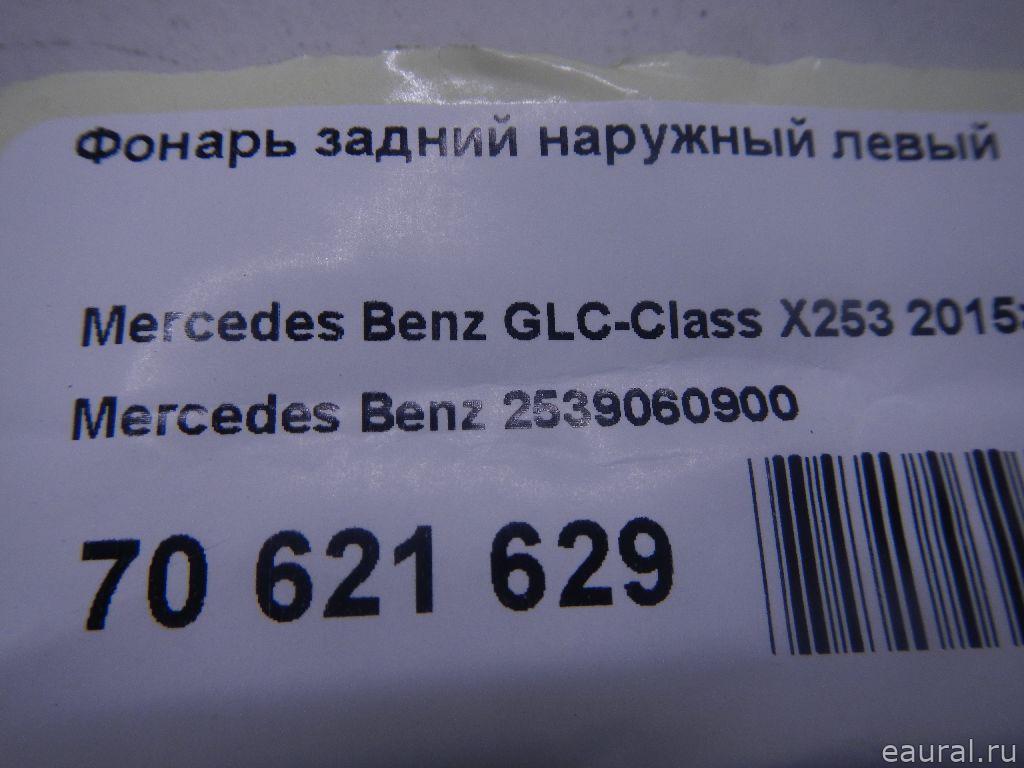 Фонарь задний наружный левый
Mercedes Benz GLC-Class X253 2015>
Mercedes Benz 2539060900
70 621 629
eaural.ru